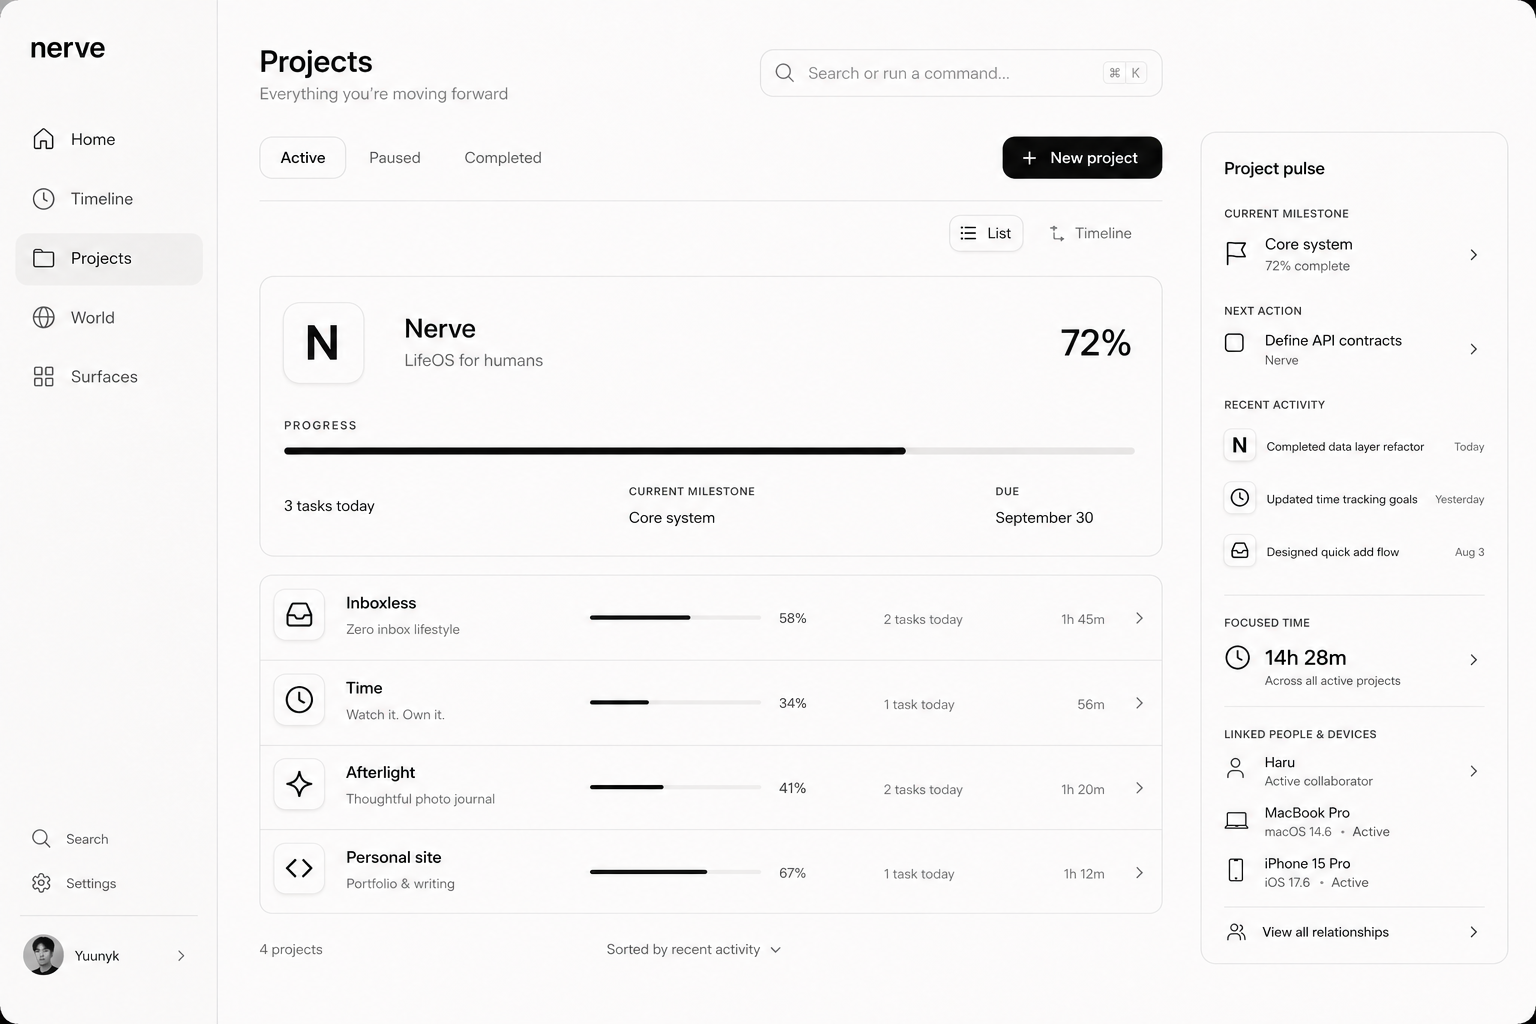 nerve
Home
Timeline
Projects
World
Surfaces
Search
Settings
Yuunyk
Projects
Everything you're moving forward
Search or run a command...
⌘ K
Active
Paused
Completed
+ New project
List
Timeline
N
Nerve
LifeOS for humans
72%
PROGRESS
3 tasks today
CURRENT MILESTONE
Core system
DUE
September 30
Inboxless
Zero inbox lifestyle
58%
2 tasks today
1h 45m
Time
Watch it. Own it.
34%
1 task today
56m
Afterlight
Thoughtful photo journal
41%
2 tasks today
1h 20m
Personal site
Portfolio & writing
67%
1 task today
1h 12m
4 projects
Sorted by recent activity
Project pulse
CURRENT MILESTONE
Core system
72% complete
NEXT ACTION
Define API contracts
Nerve
RECENT ACTIVITY
N
Completed data layer refactor
Today
Updated time tracking goals
Yesterday
Designed quick add flow
Aug 3
FOCUSED TIME
14h 28m
Across all active projects
LINKED PEOPLE & DEVICES
Haru
Active collaborator
MacBook Pro
macOS 14.6 • Active
iPhone 15 Pro
iOS 17.6 • Active
View all relationships